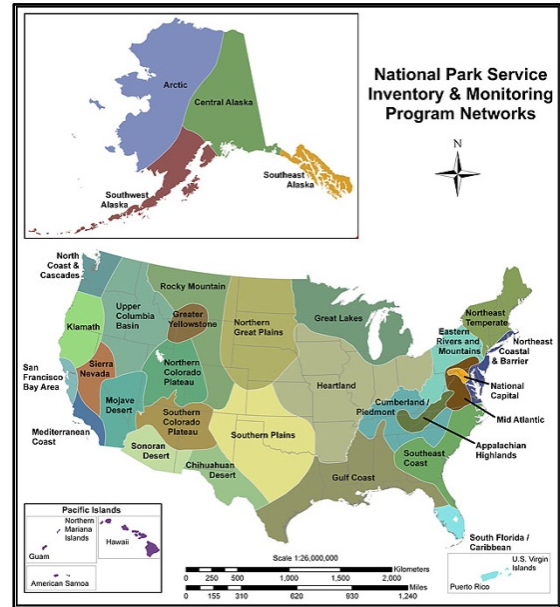 National Park Service
Inventory & Monitoring
Program Networks
N
Arctic
Central Alaska
Southwest
Alaska
Southeast
Alaska
North
Coast &
Cascades
Rocky Mountain
Upper
Columbia
Basin
Klamath
Greater
Yellowstone
Northern
Great Plains
Great Lakes
Northeast
Temperate
Eastern
Rivers and
Mountains
Northeast
Coastal
& Barrier
San
Francisco
Bay Area
Sierra
Nevada
Northern
Colorado
Plateau
Heartland
National
Capital
Mojave
Desert
Cumberland /
Piedmont
Mid Atlantic
Mediterranean
Coast
Southern
Colorado
Plateau
Southern Plains
Appalachian
Highlands
Sonoran
Desert
Chihuahuan
Desert
Southeast
Coast
Gulf Coast
South Florida /
Caribbean
Pacific Islands
Northern
Mariana
Islands
Guam
Hawaii
American Samoa
U.S. Virgin
Islands
Puerto Rico
Scale 1:26,000,000
Kilometers
0 250 500 1,000 1,500 2,000
Miles
0 155 310 620 930 1,240